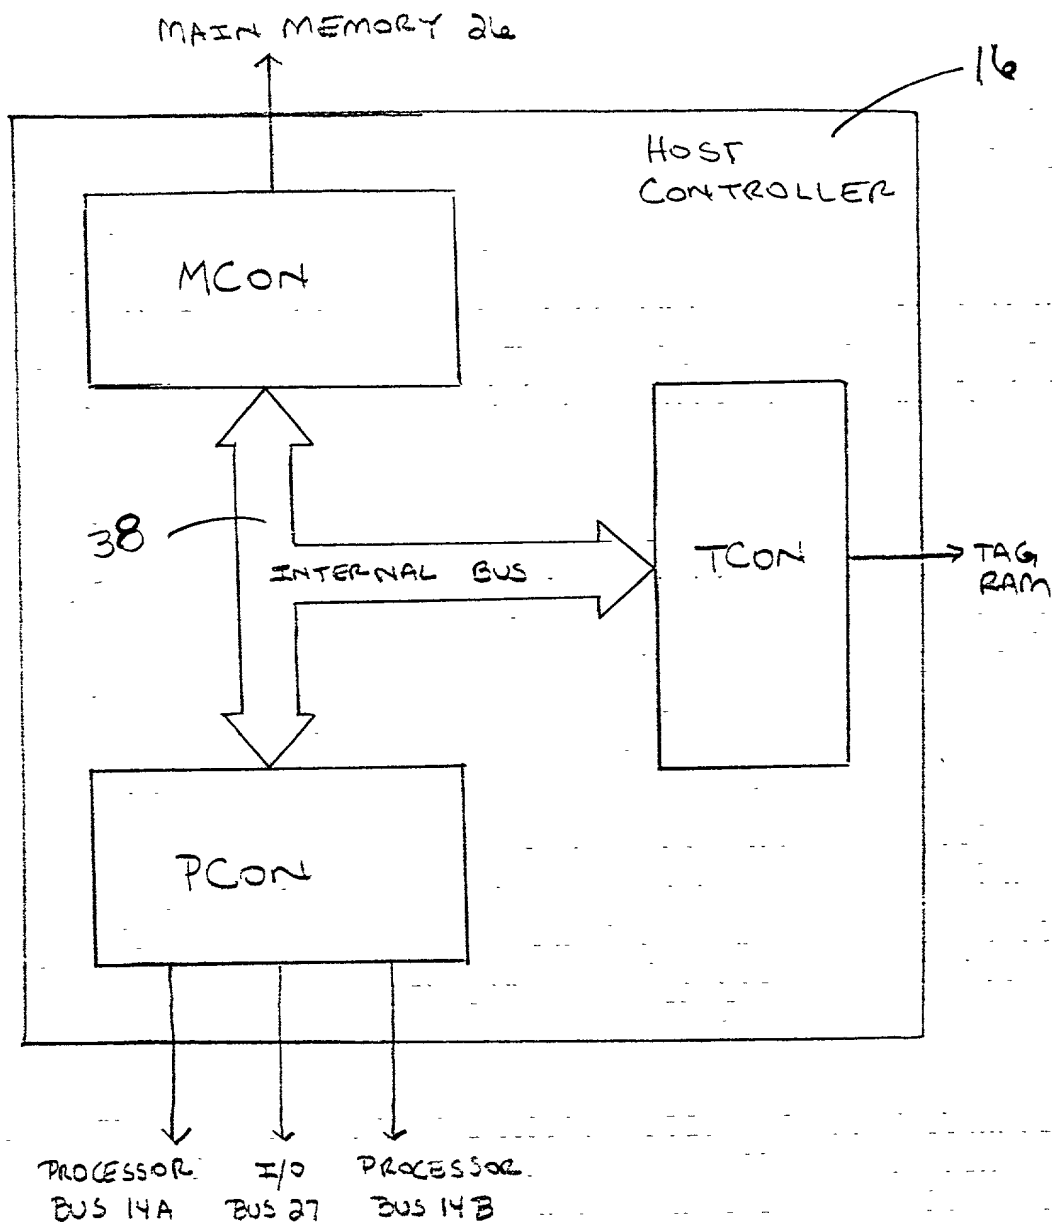 MAIN MEMORY 26
16
HOST
CONTROLLER
MCON
38
INTERNAL BUS
TCON
TAG
RAM
PCON
PROCESSOR
BUS 14A
I/O
BUS 27
PROCESSOR
BUS 14B